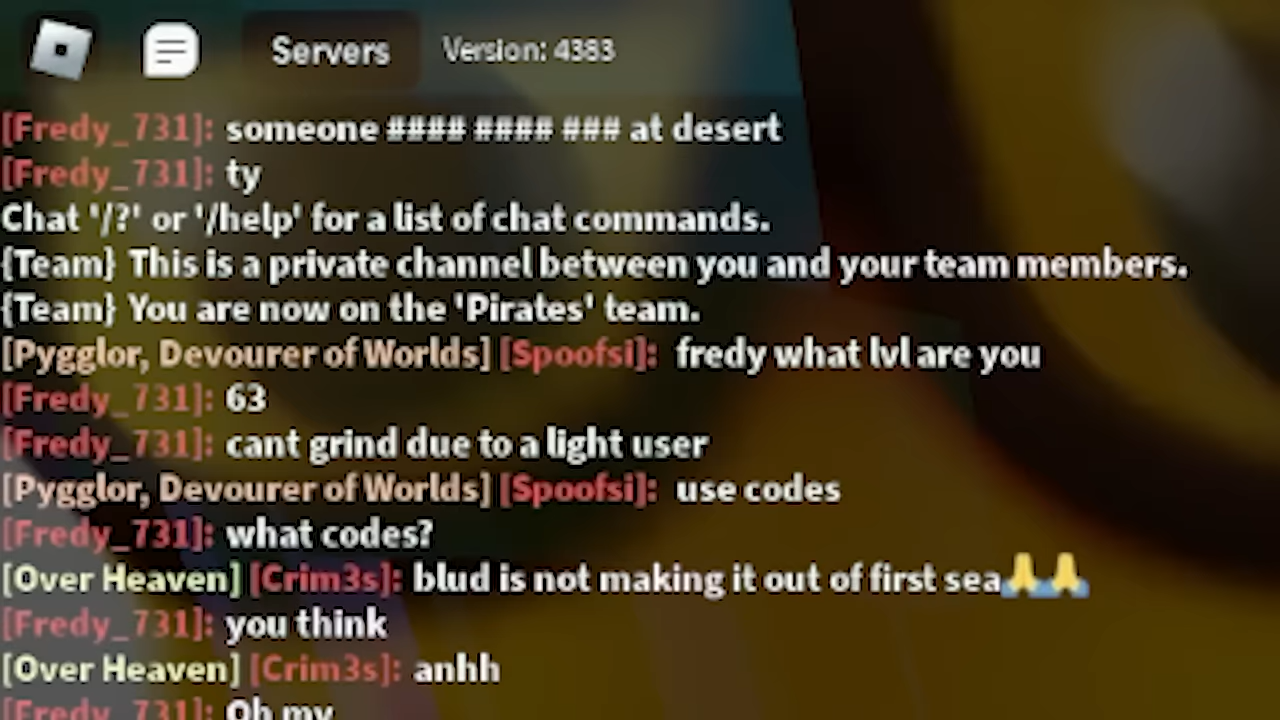 Servers Version: 4383
[Fredy_731]: someone #### #### ### at desert
[Fredy_731]: ty
Chat '/?' or '/help' for a list of chat commands.
{Team} This is a private channel between you and your team members.
{Team} You are now on the 'Pirates' team.
[Pygglor, Devourer of Worlds] [Spoofsi]: fredy what lvl are you
[Fredy_731]: 63
[Fredy_731]: cant grind due to a light user
[Pygglor, Devourer of Worlds] [Spoofsi]: use codes
[Fredy_731]: what codes?
[Over Heaven] [Crim3s]: blud is not making it out of first sea🙏🙏
[Fredy_731]: you think
[Over Heaven] [Crim3s]: anhh
[Fredy_731]: Oh my